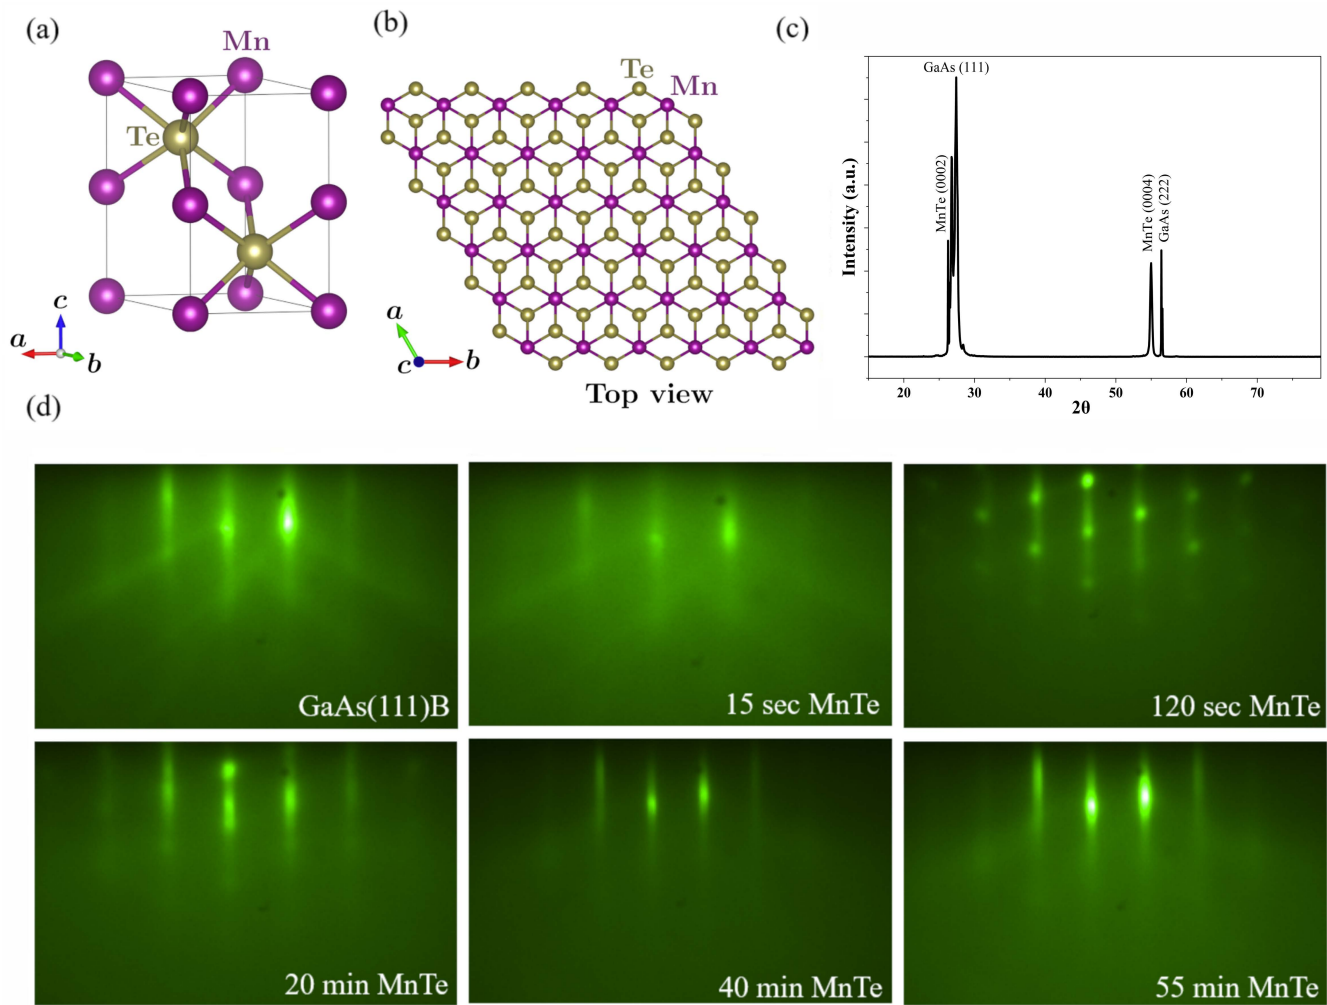 (a)
Mn
Te
c
a
b
(b)
Te
Mn
a
c
b
Top view
(c)
GaAs (111)
MnTe (0002)
MnTe (0004)
GaAs (222)
Intensity (a.u.)
20 30 40 50 60 70
2θ
(d)
GaAs(111)B
15 sec MnTe
120 sec MnTe
20 min MnTe
40 min MnTe
55 min MnTe